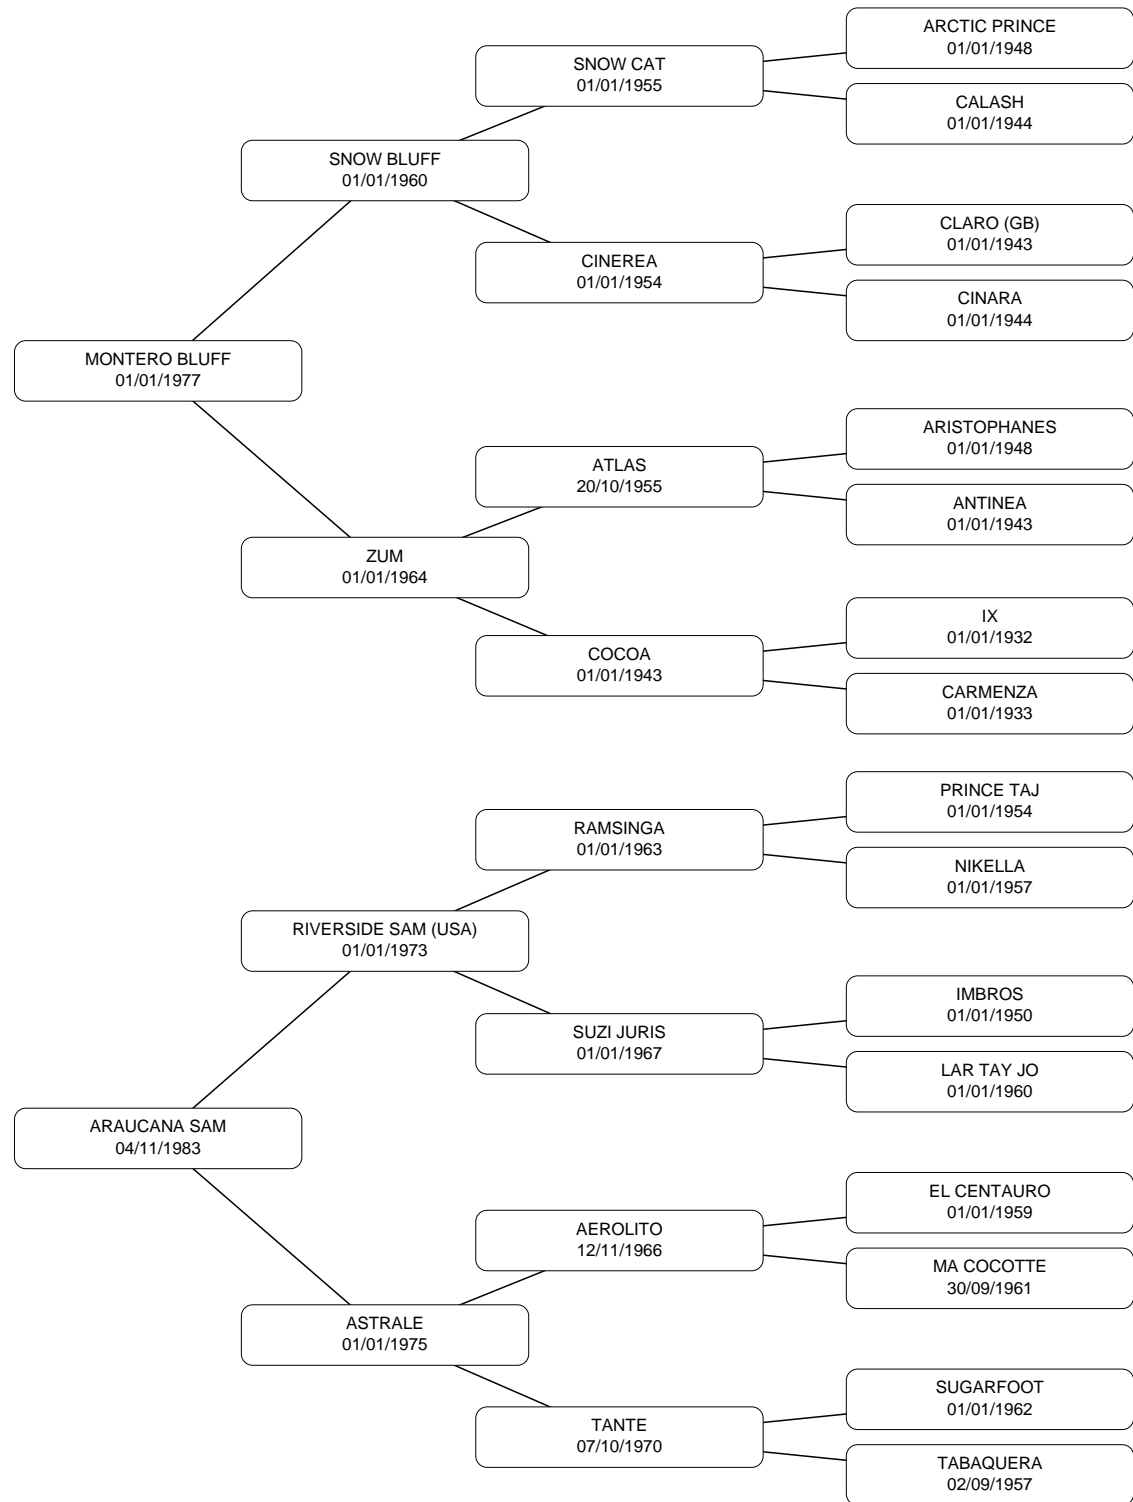 ARCTIC PRINCE
01/01/1948
SNOW CAT
01/01/1955
CALASH
01/01/1944
SNOW BLUFF
01/01/1960
CLARO (GB)
01/01/1943
CINEREA
01/01/1954
CINARA
01/01/1944
MONTERO BLUFF
01/01/1977
ARISTOPHANES
01/01/1948
ATLAS
20/10/1955
ANTINEA
01/01/1943
ZUM
01/01/1964
IX
01/01/1932
COCOA
01/01/1943
CARMENZA
01/01/1933
PRINCE TAJ
01/01/1954
RAMSINGA
01/01/1963
NIKELLA
01/01/1957
RIVERSIDE SAM (USA)
01/01/1973
IMBROS
01/01/1950
SUZI JURIS
01/01/1967
LAR TAY JO
01/01/1960
ARAUCANA SAM
04/11/1983
EL CENTAURO
01/01/1959
AEROLITO
12/11/1966
MA COCOTTE
30/09/1961
ASTRALE
01/01/1975
SUGARFOOT
01/01/1962
TANTE
07/10/1970
TABAQUERA
02/09/1957